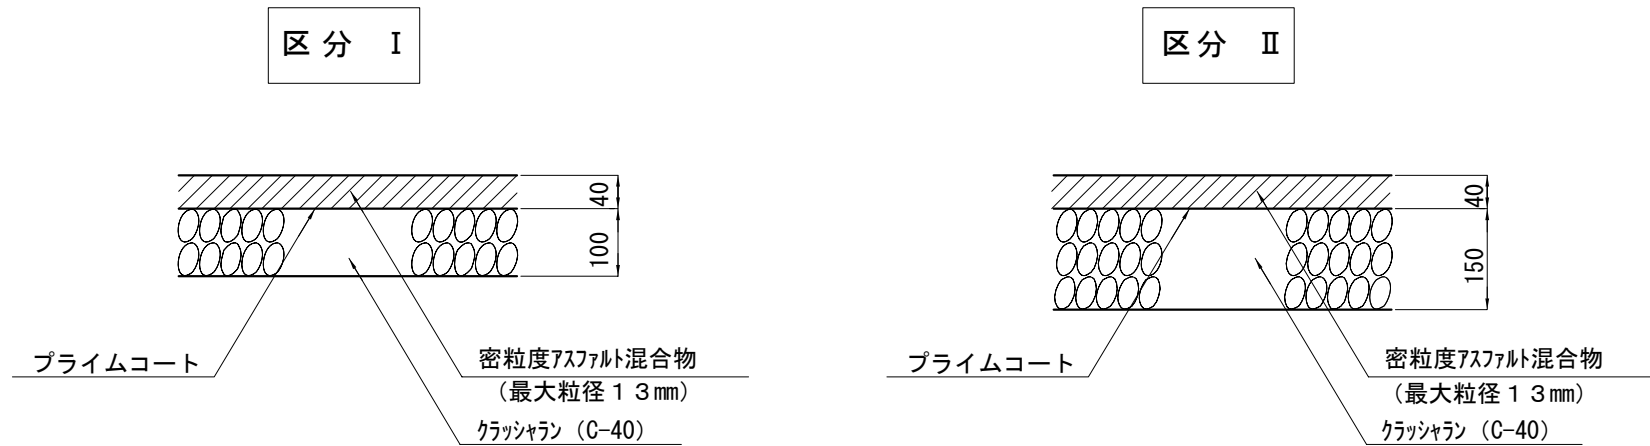 区分 Ⅰ
40
100
プライムコート
密粒度ｱｽﾌｧﾙﾄ混合物
（最大粒径１３㎜）
ｸﾗｯｼｬﾗﾝ（C-40）
区分 Ⅱ
40
150
プライムコート
密粒度ｱｽﾌｧﾙﾄ混合物
（最大粒径１３㎜）
ｸﾗｯｼｬﾗﾝ（C-40）